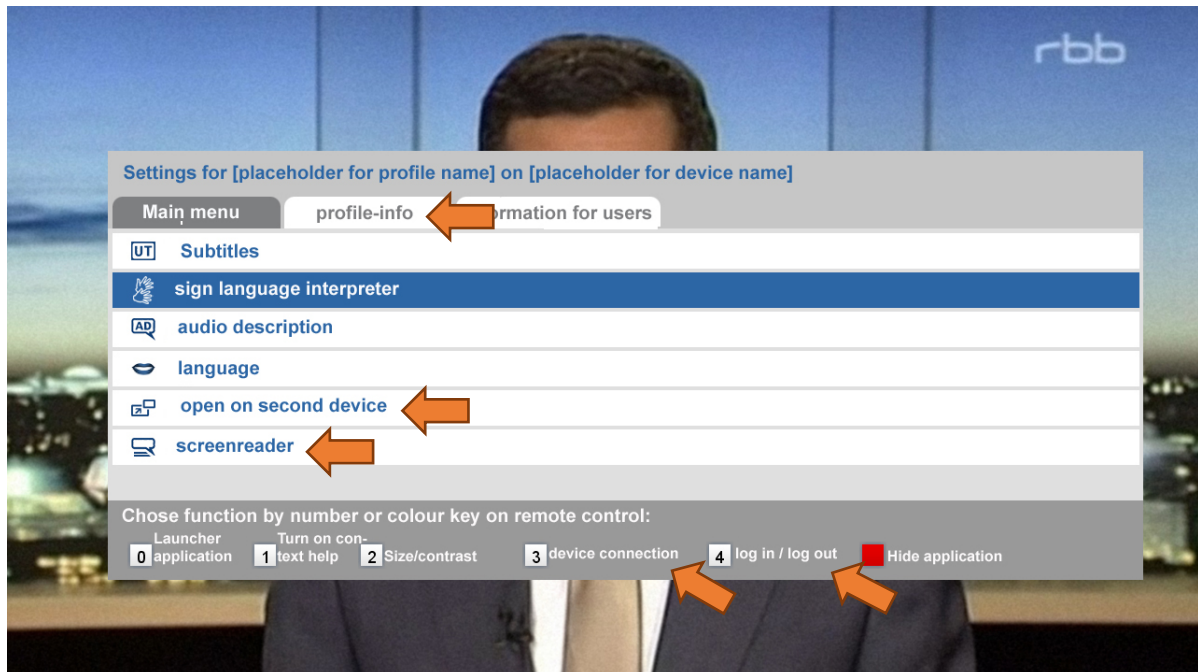 rbb
Settings for [placeholder for profile name] on [placeholder for device name]
Main menu profile-info ormation for users
UT Subtitles
sign language interpreter
AD audio description
language
open on second device
screenreader
Chose function by number or colour key on remote control:
0 Launcher application 1 Turn on con- text help 2 Size/contrast 3 device connection 4 log in / log out Hide application